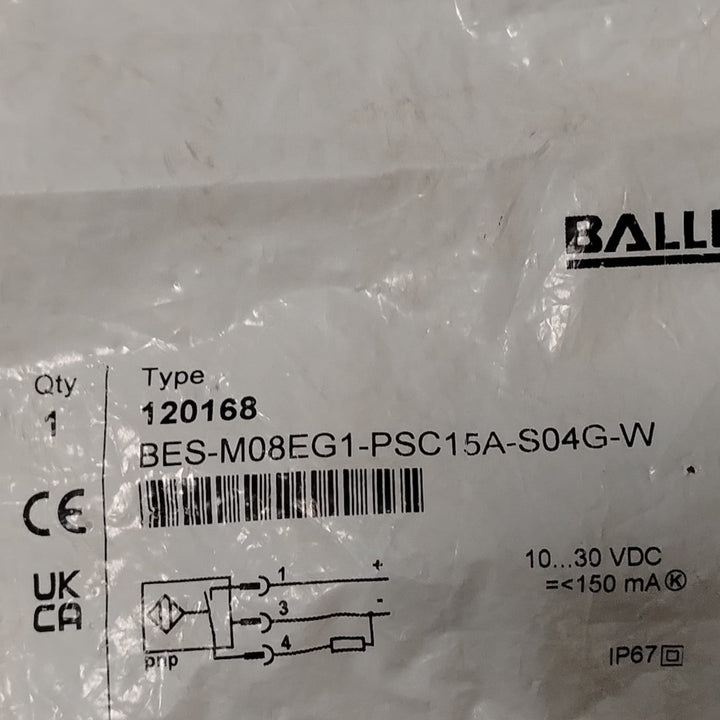 BALL
Qty
1
Type
120168
BES-M08EG1-PSC15A-S04G-W
CE
UK
CA
10...30 VDC
=<150 mA K
IP67
1 +
3 -
4
pnp